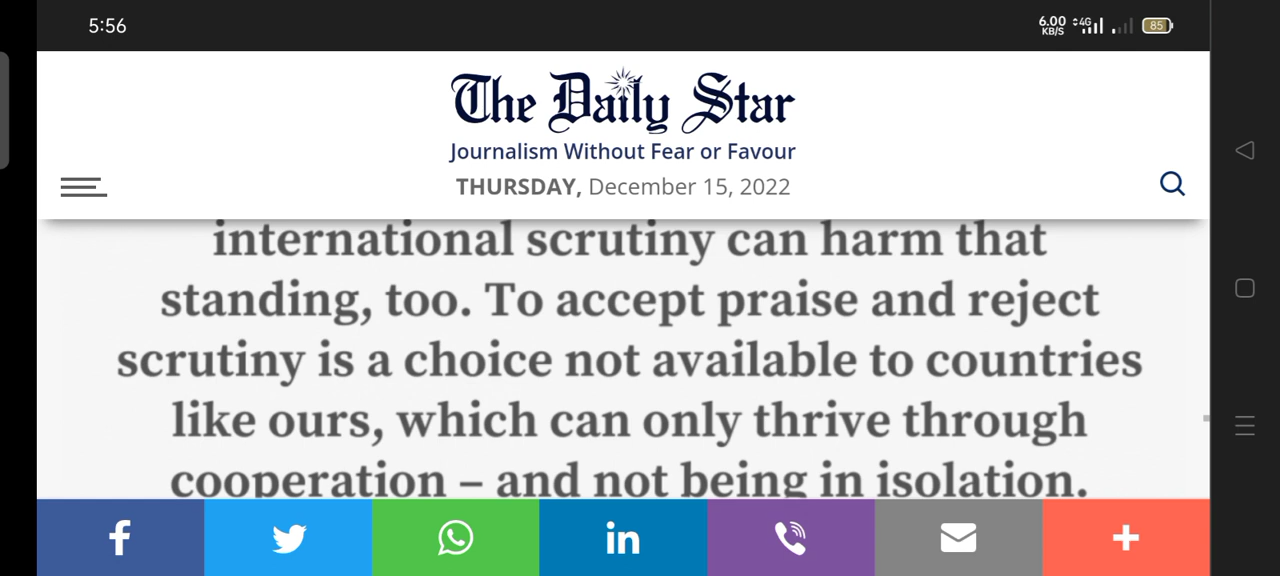 5:56
6.00
KB/S
4G
85
The Daily Star
Journalism Without Fear or Favour
THURSDAY, December 15, 2022
international scrutiny can harm that
standing, too. To accept praise and reject
scrutiny is a choice not available to countries
like ours, which can only thrive through
cooperation – and not being in isolation.